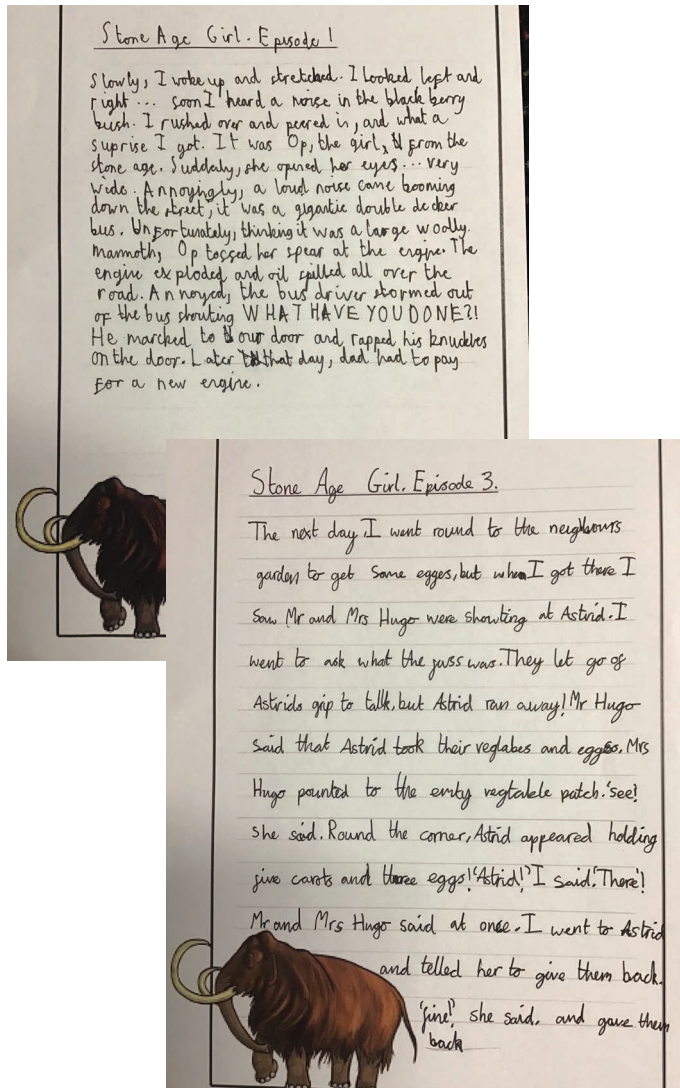 Stone Age Girl. Episode 1
Slowly, I woke up and stretched. I looked left and
right ... soon I heard a noise in the black berry
bush. I rushed over and peered in, and what a
suprise I got. It was Op, the girl, from the
stone age. Suddaly, she opened her eyes ... very
wide. Annoyingly, a loud noise came booming
down the street, it was a gigantic double decker
bus. Unfortunately, thinking it was a large woolly
mammoth, Op tossed her spear at the engine. The
engine exploded and oil spilled all over the
road. Annoyed, the bus driver stormed out
of the bus shouting WHAT HAVE YOU DONE?!
He marched to our door and rapped his knuckles
on the door. Later that day, dad had to pay
for a new engine.
Stone Age Girl. Episode 3.
The next day, I went round to the neighbours
garden to get some egges, but when I got there I
saw Mr and Mrs Hugo were showting at Astrid. I
went to ask what the fuss was. They let go of
Astrids grip to talk, but Astrid ran away! Mr Hugo
said that Astrid took their veglabes and eggs. Mrs
Hugo pounted to the emty vegtable patch. 'see!
she said. Round the corner, Astrid appeared holding
five carots and three eggs! 'Astrid!' I said. 'There'!
Mr and Mrs Hugo said at once. I went to Astrid
and telled her to give them back.
'fine!' she said, and gave them
back